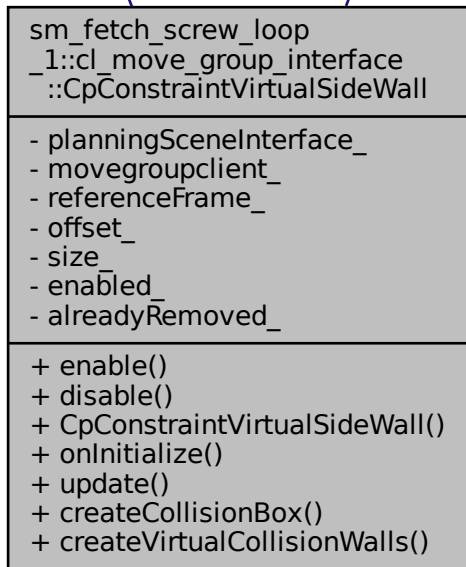 sm_fetch_screw_loop
_1::cl_move_group_interface
::CpConstraintVirtualSideWall
- planningSceneInterface_
- movegroupclient_
- referenceFrame_
- offset_
- size_
- enabled_
- alreadyRemoved_
+ enable()
+ disable()
+ CpConstraintVirtualSideWall()
+ onInitialize()
+ update()
+ createCollisionBox()
+ createVirtualCollisionWalls()